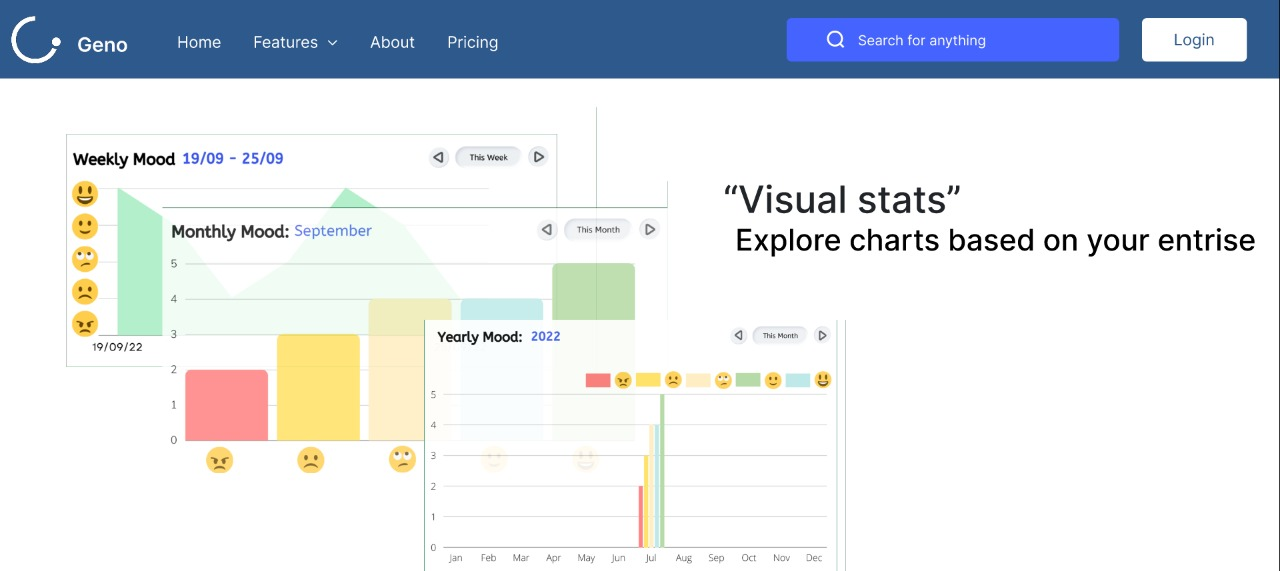 Geno
Home
Features
About
Pricing
Search for anything
Login
Weekly Mood 19/09 - 25/09
This Week
19/09/22
Monthly Mood: September
This Month
5
4
3
2
1
0
Yearly Mood: 2022
This Month
5
4
3
2
1
0
Jan Feb Mar Apr May Jun Jul Aug Sep Oct Nov Dec
“Visual stats”
Explore charts based on your entrise